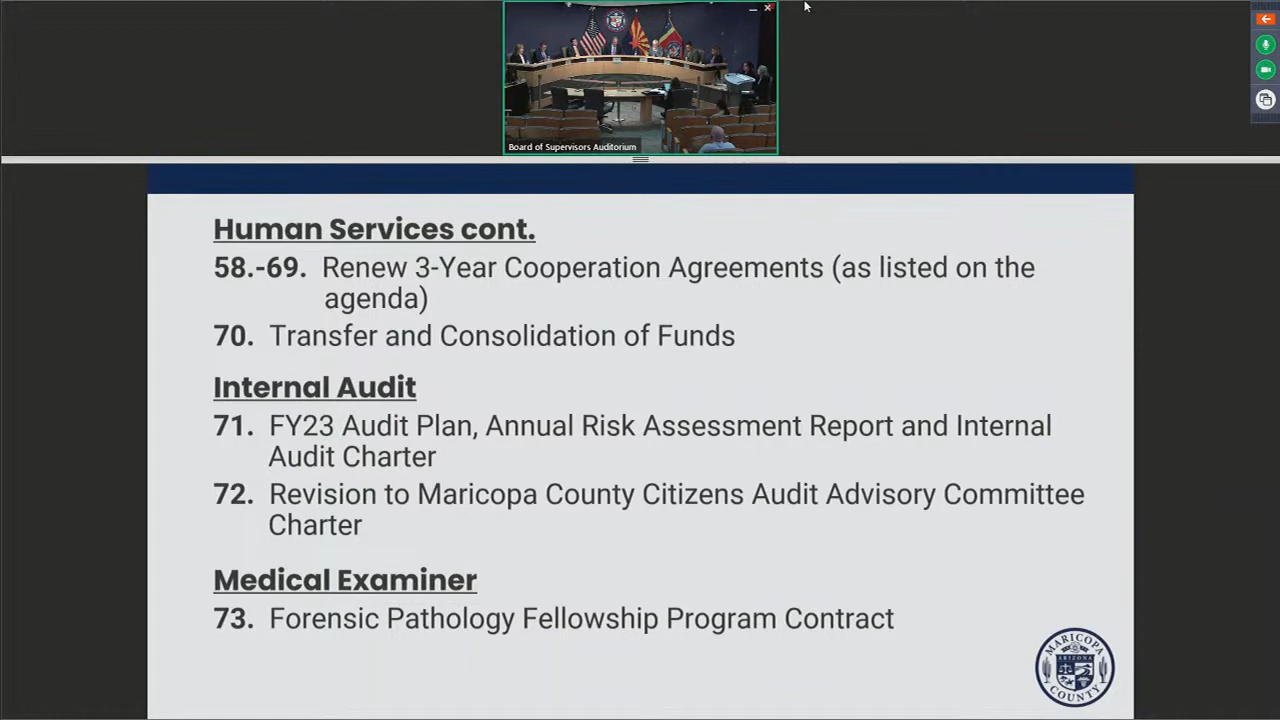 Board of Supervisors Auditorium
Human Services cont.
58.-69. Renew 3-Year Cooperation Agreements (as listed on the
agenda)
70. Transfer and Consolidation of Funds
Internal Audit
71. FY23 Audit Plan, Annual Risk Assessment Report and Internal
Audit Charter
72. Revision to Maricopa County Citizens Audit Advisory Committee
Charter
Medical Examiner
73. Forensic Pathology Fellowship Program Contract
MARICOPA
ARIZONA
COUNTY